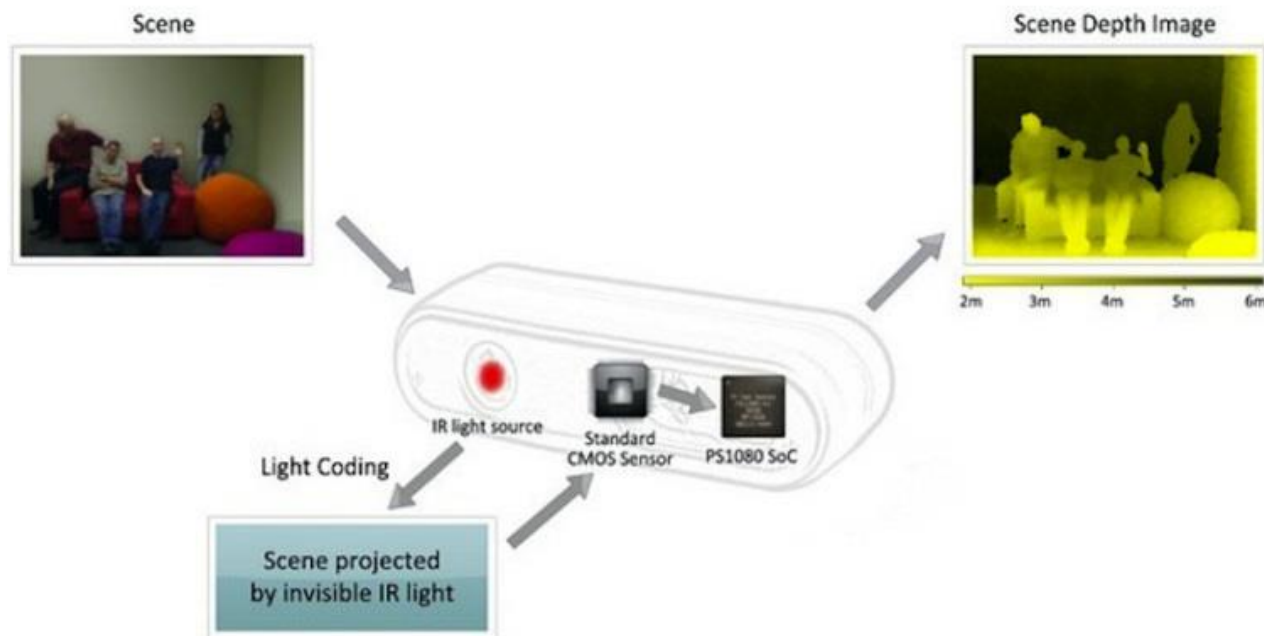 Scene
Scene Depth Image
2m 3m 4m 5m 6m
IR light source
Standard
CMOS Sensor
PS1080 SoC
Light Coding
Scene projected
by invisible IR light